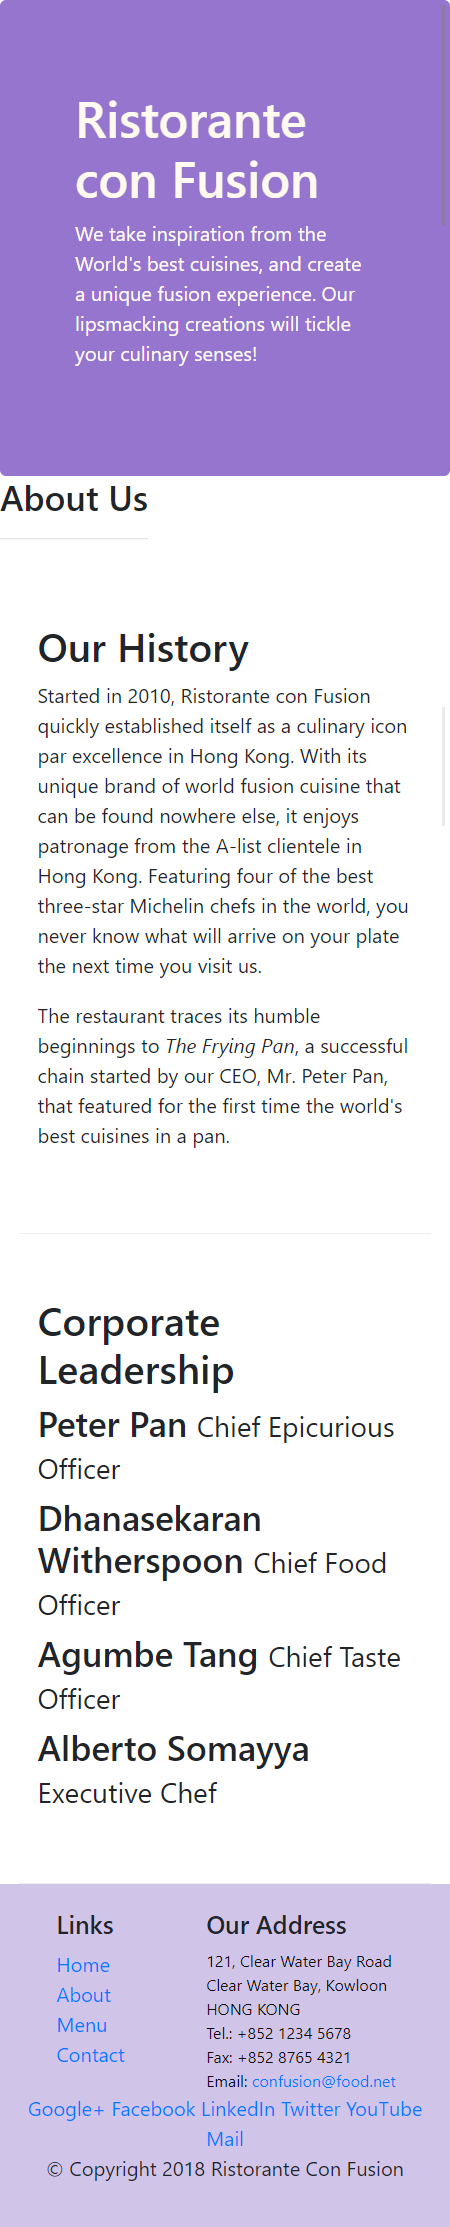 Ristorante
con Fusion
We take inspiration from the
World's best cuisines, and create
a unique fusion experience. Our
lipsmacking creations will tickle
your culinary senses!
About Us
Our History
Started in 2010, Ristorante con Fusion
quickly established itself as a culinary icon
par excellence in Hong Kong. With its
unique brand of world fusion cuisine that
can be found nowhere else, it enjoys
patronage from the A-list clientele in
Hong Kong. Featuring four of the best
three-star Michelin chefs in the world, you
never know what will arrive on your plate
the next time you visit us.
The restaurant traces its humble
beginnings to The Frying Pan, a successful
chain started by our CEO, Mr. Peter Pan,
that featured for the first time the world's
best cuisines in a pan.
Corporate
Leadership
Peter Pan Chief Epicurious
Officer
Dhanasekaran
Witherspoon Chief Food
Officer
Agumbe Tang Chief Taste
Officer
Alberto Somayya
Executive Chef
Links
Home
About
Menu
Contact
Our Address
121, Clear Water Bay Road
Clear Water Bay, Kowloon
HONG KONG
Tel.: +852 1234 5678
Fax: +852 8765 4321
Email: confusion@food.net
Google+ Facebook LinkedIn Twitter YouTube
Mail
© Copyright 2018 Ristorante Con Fusion